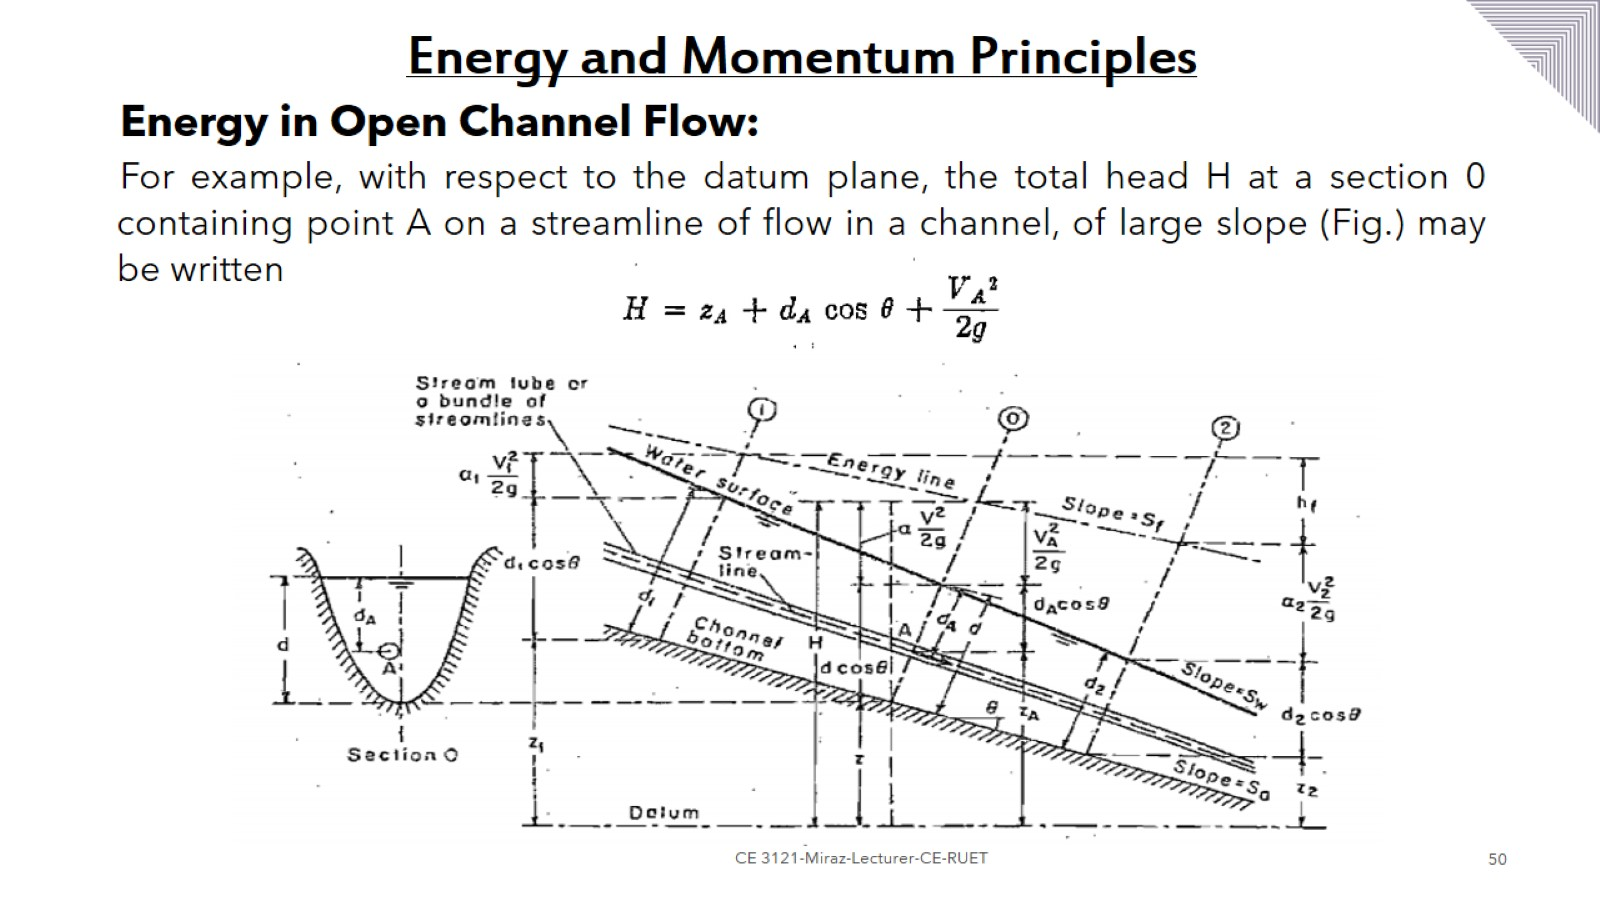 Energy and Momentum Principles
Energy in Open Channel Flow:
For example, with respect to the datum plane, the total head H at a section 0
containing point A on a streamline of flow in a channel, of large slope (Fig.) may
be written
H = z_A + d_A cos θ + V_A²/2g
Stream tube or
a bundle of
streamlines
1
0
2
α₁ V₁²/2g
Water surface
Energy line
Slope = S_f
h_f
α V²/2g
V_A²/2g
d₁ cosθ
Stream-
line
d₁
d_A cosθ
α₂ V₂²/2g
d_A
d
A
Channel
bottom
H
A
d_A
d
d cosθ
d₂
Slope = S_w
d₂ cosθ
θ
z_A
Section O
z₁
z
Slope = S₀
z₂
Datum
CE 3121-Miraz-Lecturer-CE-RUET
50